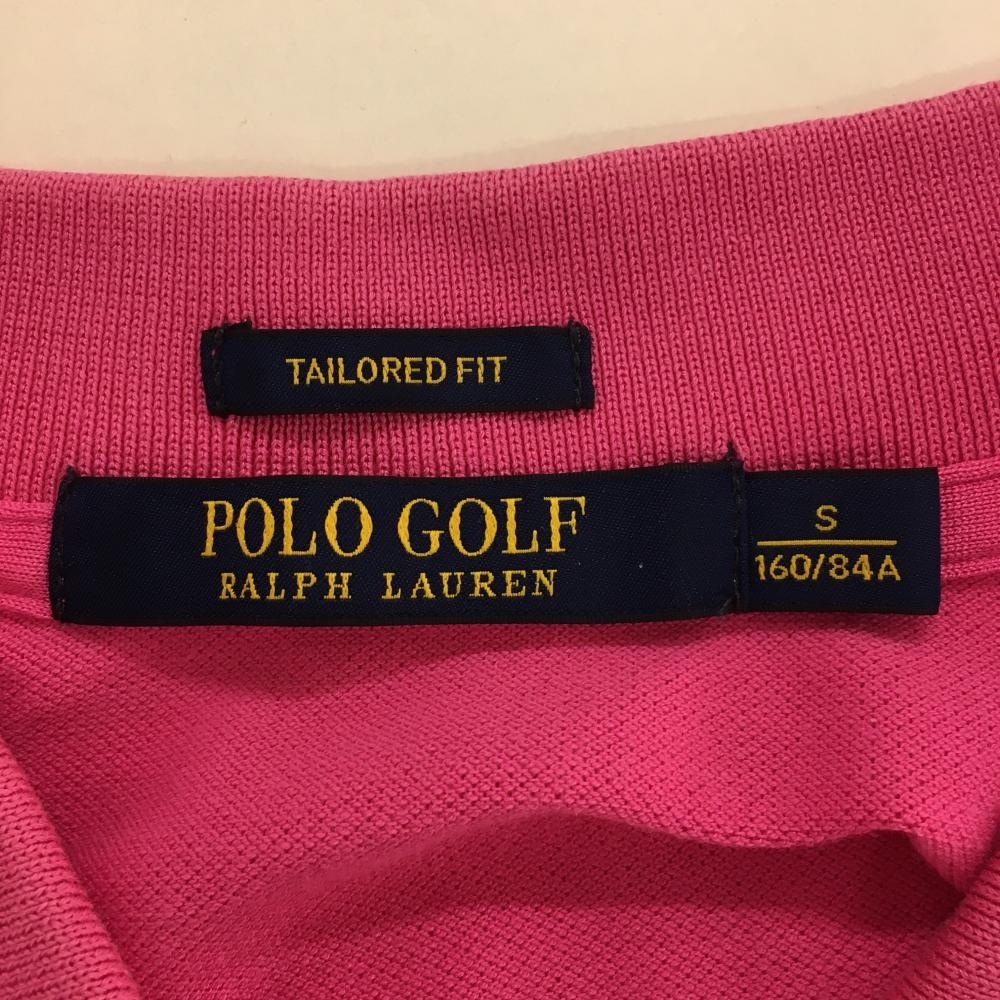 TAILORED FIT
POLO GOLF
RALPH LAUREN
S
160/84A